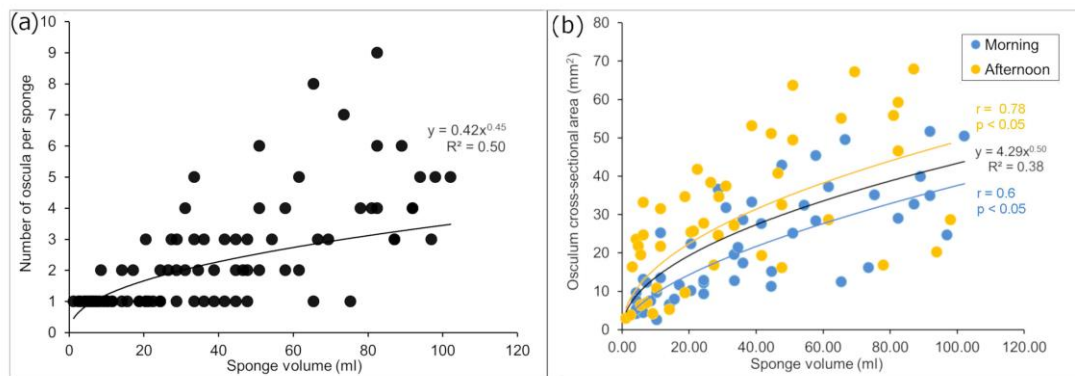 (a)
10
9
8
7
6
5
4
3
2
1
0
Number of oscula per sponge
y = 0.42x^0.45
R² = 0.50
0 20 40 60 80 100 120
Sponge volume (ml)
(b)
80
70
60
50
40
30
20
10
0
Osculum cross-sectional area (mm²)
Morning
Afternoon
r = 0.78
p < 0.05
y = 4.29x^0.50
R² = 0.38
r = 0.6
p < 0.05
0.00 20.00 40.00 60.00 80.00 100.00 120.00
Sponge volume (ml)